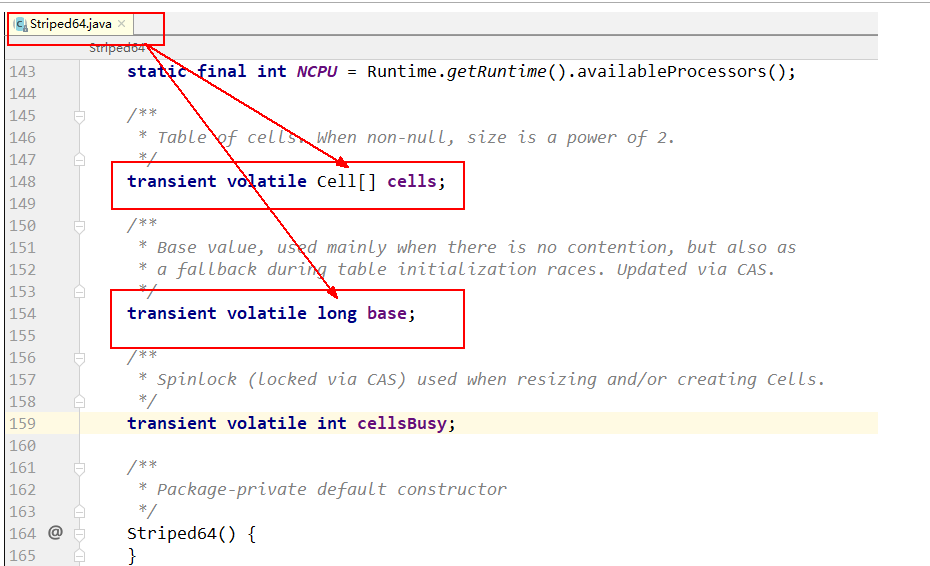 Striped64.java
Striped64
143 static final int NCPU = Runtime.getRuntime().availableProcessors();
144
145 /**
146 * Table of cells. When non-null, size is a power of 2.
147 */
148 transient volatile Cell[] cells;
149
150 /**
151 * Base value, used mainly when there is no contention, but also as
152 * a fallback during table initialization races. Updated via CAS.
153 */
154 transient volatile long base;
155
156 /**
157 * Spinlock (locked via CAS) used when resizing and/or creating Cells.
158 */
159 transient volatile int cellsBusy;
160
161 /**
162 * Package-private default constructor
163 */
164 @ Striped64() {
165 }